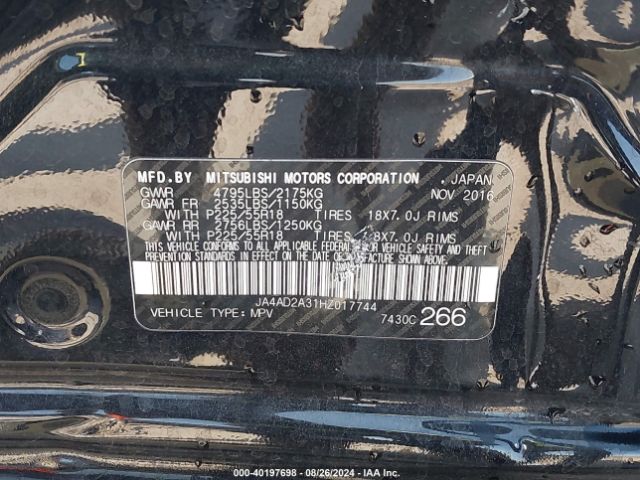 MFD.BY MITSUBISHI MOTORS CORPORATION , JAPAN
GVWR 4795LBS/2175KG NOV 2016
GAWR FR 2535LBS/1150KG
WITH P225/55R18 TIRES 18X7.0J RIMS
GAWR RR 2756LBS/1250KG
WITH P225/55R18 TIRES 18X7.0J RIMS
THIS VEHICLE CONFORMS TO ALL APPLICABLE FEDERAL MOTOR VEHICLE SAFETY AND THEFT
PREVENTION STANDARDS IN EFFECT ON THE DATE OF MANUFACTURE SHOWN ABOVE.
JA4AD2A31HZ017744
VEHICLE TYPE: MPV 7430C 266
000-40197698 - 08/26/2024 - IAA Inc.